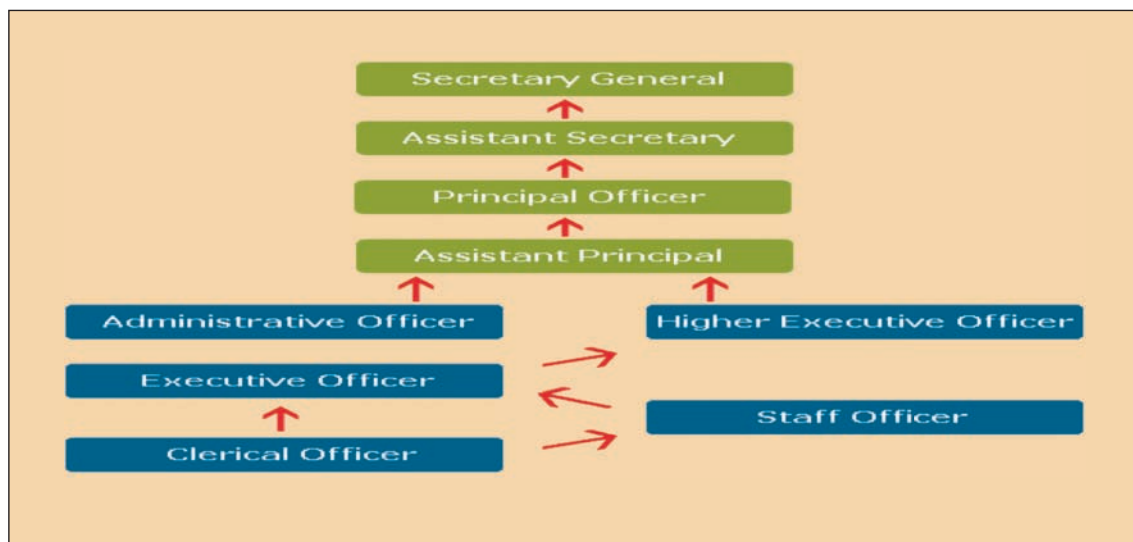 Secretary General
Assistant Secretary
Principal Officer
Assistant Principal
Administrative Officer
Higher Executive Officer
Executive Officer
Staff Officer
Clerical Officer